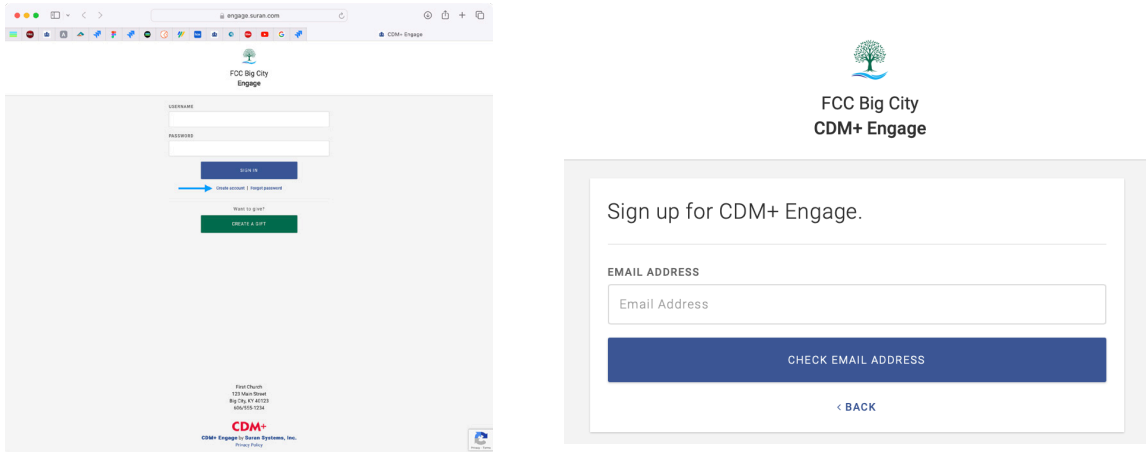 engage.suran.com
CDM+ Engage
FCC Big City
Engage
USERNAME
PASSWORD
SIGN IN
Create account | Forgot password
Want to give?
CREATE A GIFT
First Church
123 Main Street
Big City, KY 40123
606/555-1234
CDM+
CDM+ Engage by Suran Systems, Inc.
Privacy Policy
FCC Big City
CDM+ Engage
Sign up for CDM+ Engage.
EMAIL ADDRESS
Email Address
CHECK EMAIL ADDRESS
< BACK